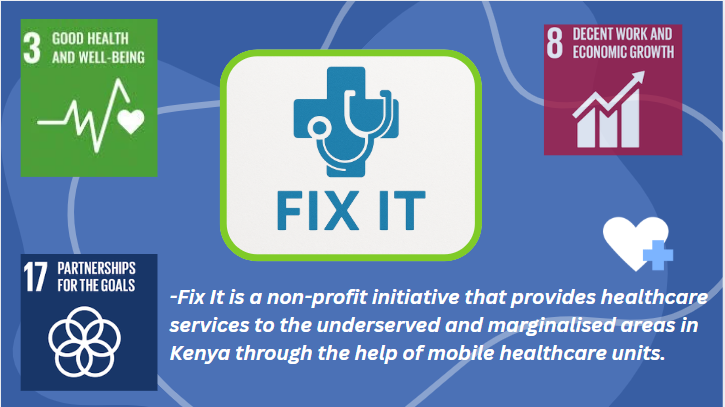 3 GOOD HEALTH
AND WELL-BEING
8 DECENT WORK AND
ECONOMIC GROWTH
FIX IT
17 PARTNERSHIPS
FOR THE GOALS
-Fix It is a non-profit initiative that provides healthcare
services to the underserved and marginalised areas in
Kenya through the help of mobile healthcare units.